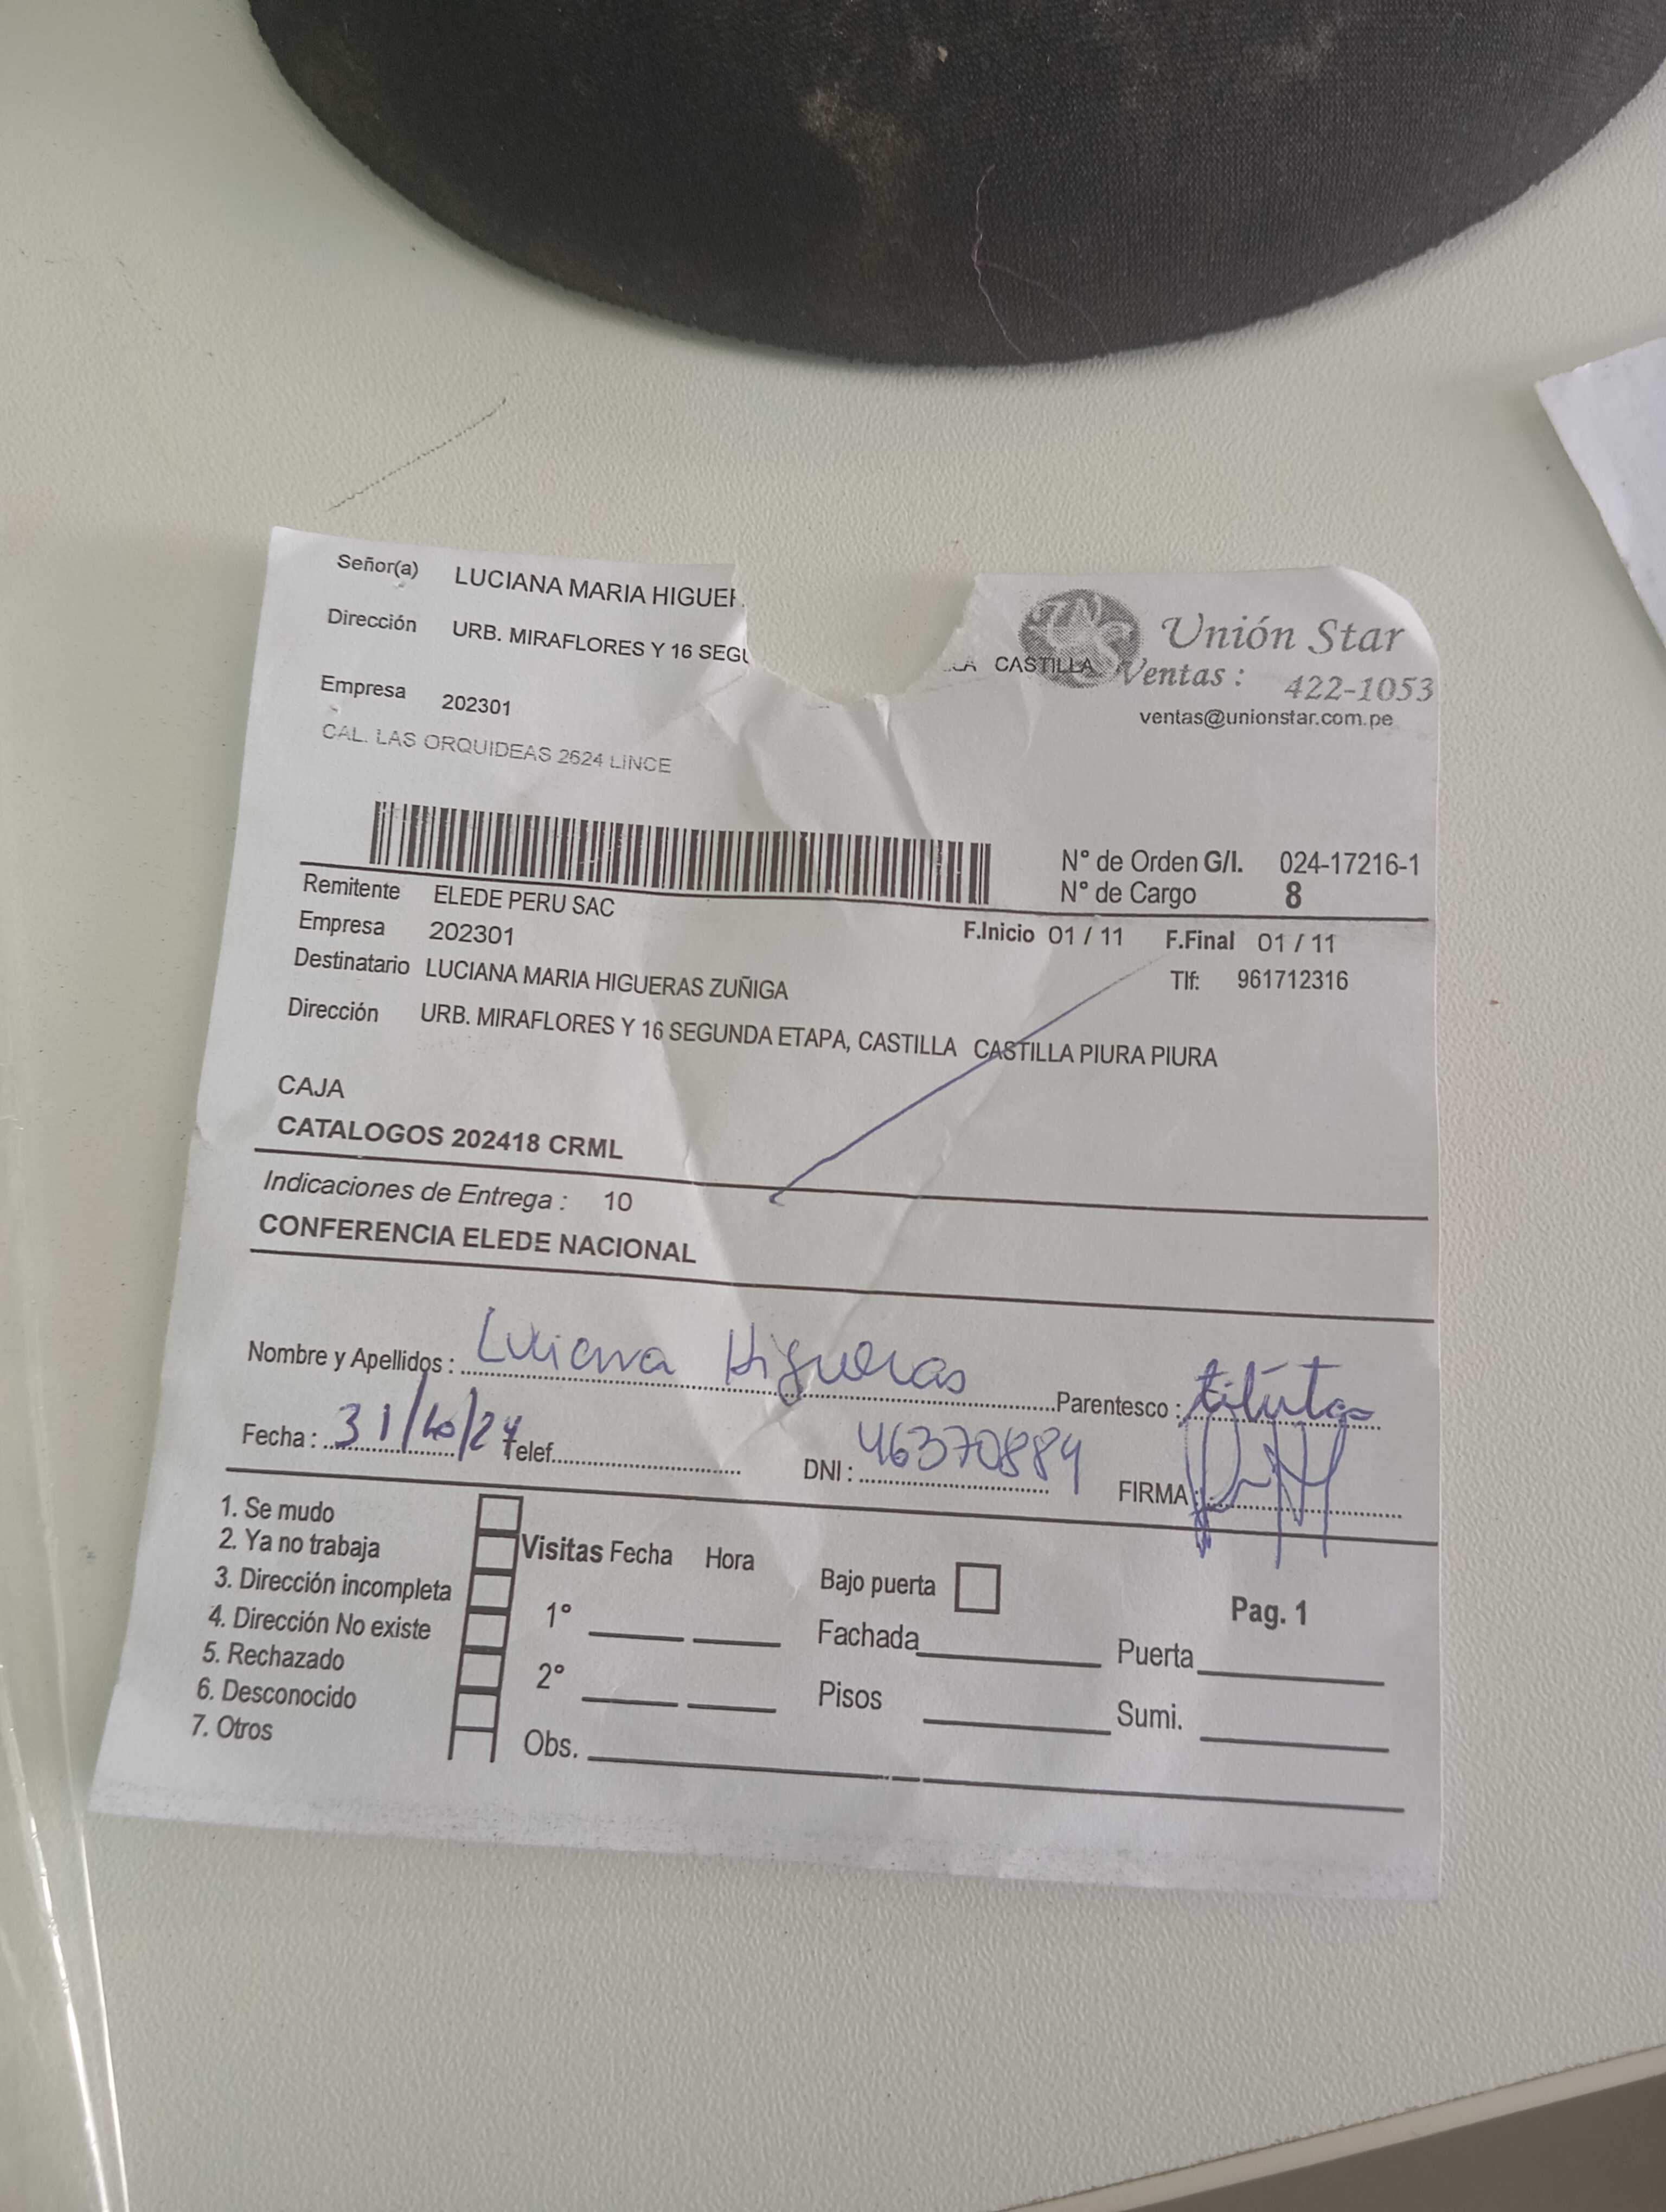 Señor(a) LUCIANA MARIA HIGUER
Dirección URB. MIRAFLORES Y 16 SEGU LA CASTILLA
Unión Star
Ventas : 422-1053
ventas@unionstar.com.pe
Empresa 202301
CAL. LAS ORQUIDEAS 2624 LINCE
N° de Orden G/I. 024-17216-1
N° de Cargo 8
Remitente ELEDE PERU SAC
Empresa 202301 F.Inicio 01 / 11 F.Final 01 / 11
Destinatario LUCIANA MARIA HIGUERAS ZUÑIGA Tlf: 961712316
Dirección URB. MIRAFLORES Y 16 SEGUNDA ETAPA, CASTILLA CASTILLA PIURA PIURA
CAJA
CATALOGOS 202418 CRML
Indicaciones de Entrega : 10
CONFERENCIA ELEDE NACIONAL
Nombre y Apellidos : Luciana Higueras Parentesco :
Fecha : 31/10/24 Telef. DNI : 46370884 FIRMA :
1. Se mudo
2. Ya no trabaja
3. Dirección incompleta
4. Dirección No existe
5. Rechazado
6. Desconocido
7. Otros
Visitas Fecha Hora
1°
2°
Obs.
Bajo puerta
Fachada
Pisos
Pag. 1
Puerta
Sumi.